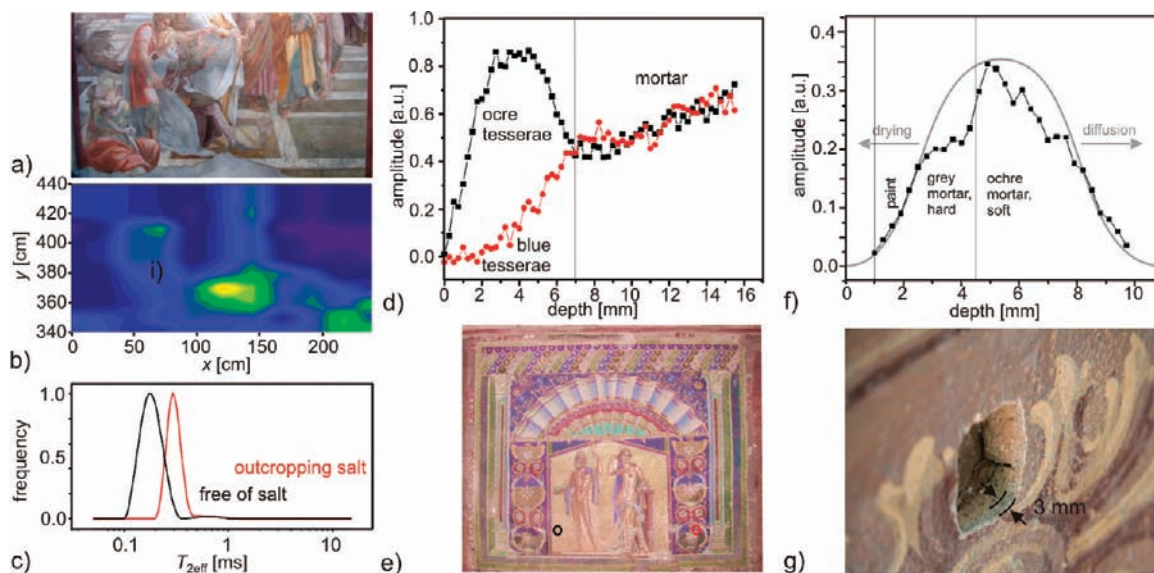 a)
440
420
400
380
360
340
y [cm]
i)
0
50
100
150
200
x [cm]
b)
1.0
0.5
0.0
frequency
outcropping salt
free of salt
0.1
1
T2eff [ms]
c)
1.0
0.8
0.6
0.4
0.2
0.0
amplitude [a.u.]
mortar
ocre
tesserae
blue
tesserae
0 2 4 6 8 10 12 14 16
depth [mm]
d)
e)
0.4
0.3
0.2
0.1
0.0
amplitude [a.u.]
drying
diffusion
paint
grey
mortar,
hard
ochre
mortar,
soft
0 2 4 6 8 10
depth [mm]
f)
3 mm
g)